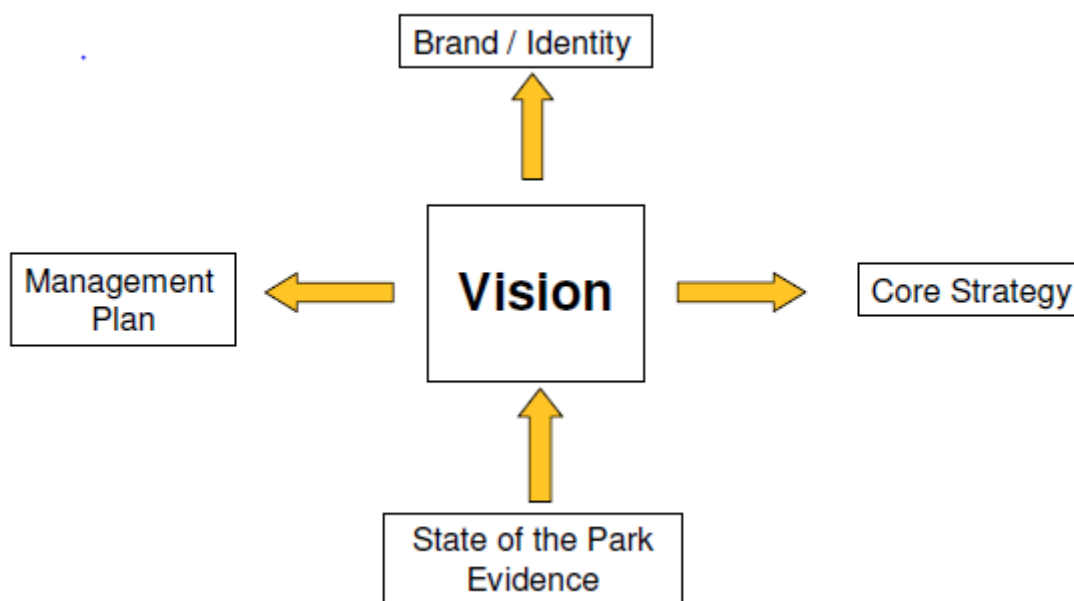 Brand / Identity
Management
Plan
Vision
Core Strategy
State of the Park
Evidence